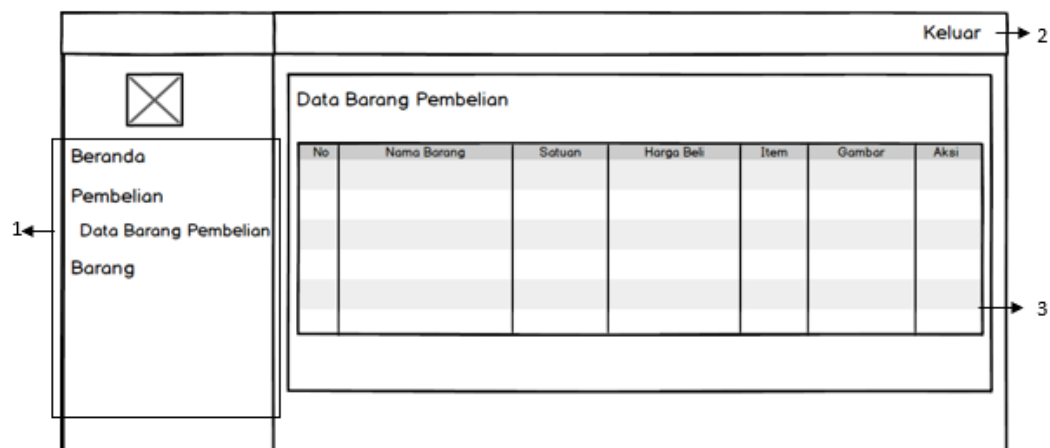 Keluar 2
Data Barang Pembelian
No Nama Barang Satuan Harga Beli Item Gambar Aksi
1
Beranda
Pembelian
Data Barang Pembelian
Barang
3